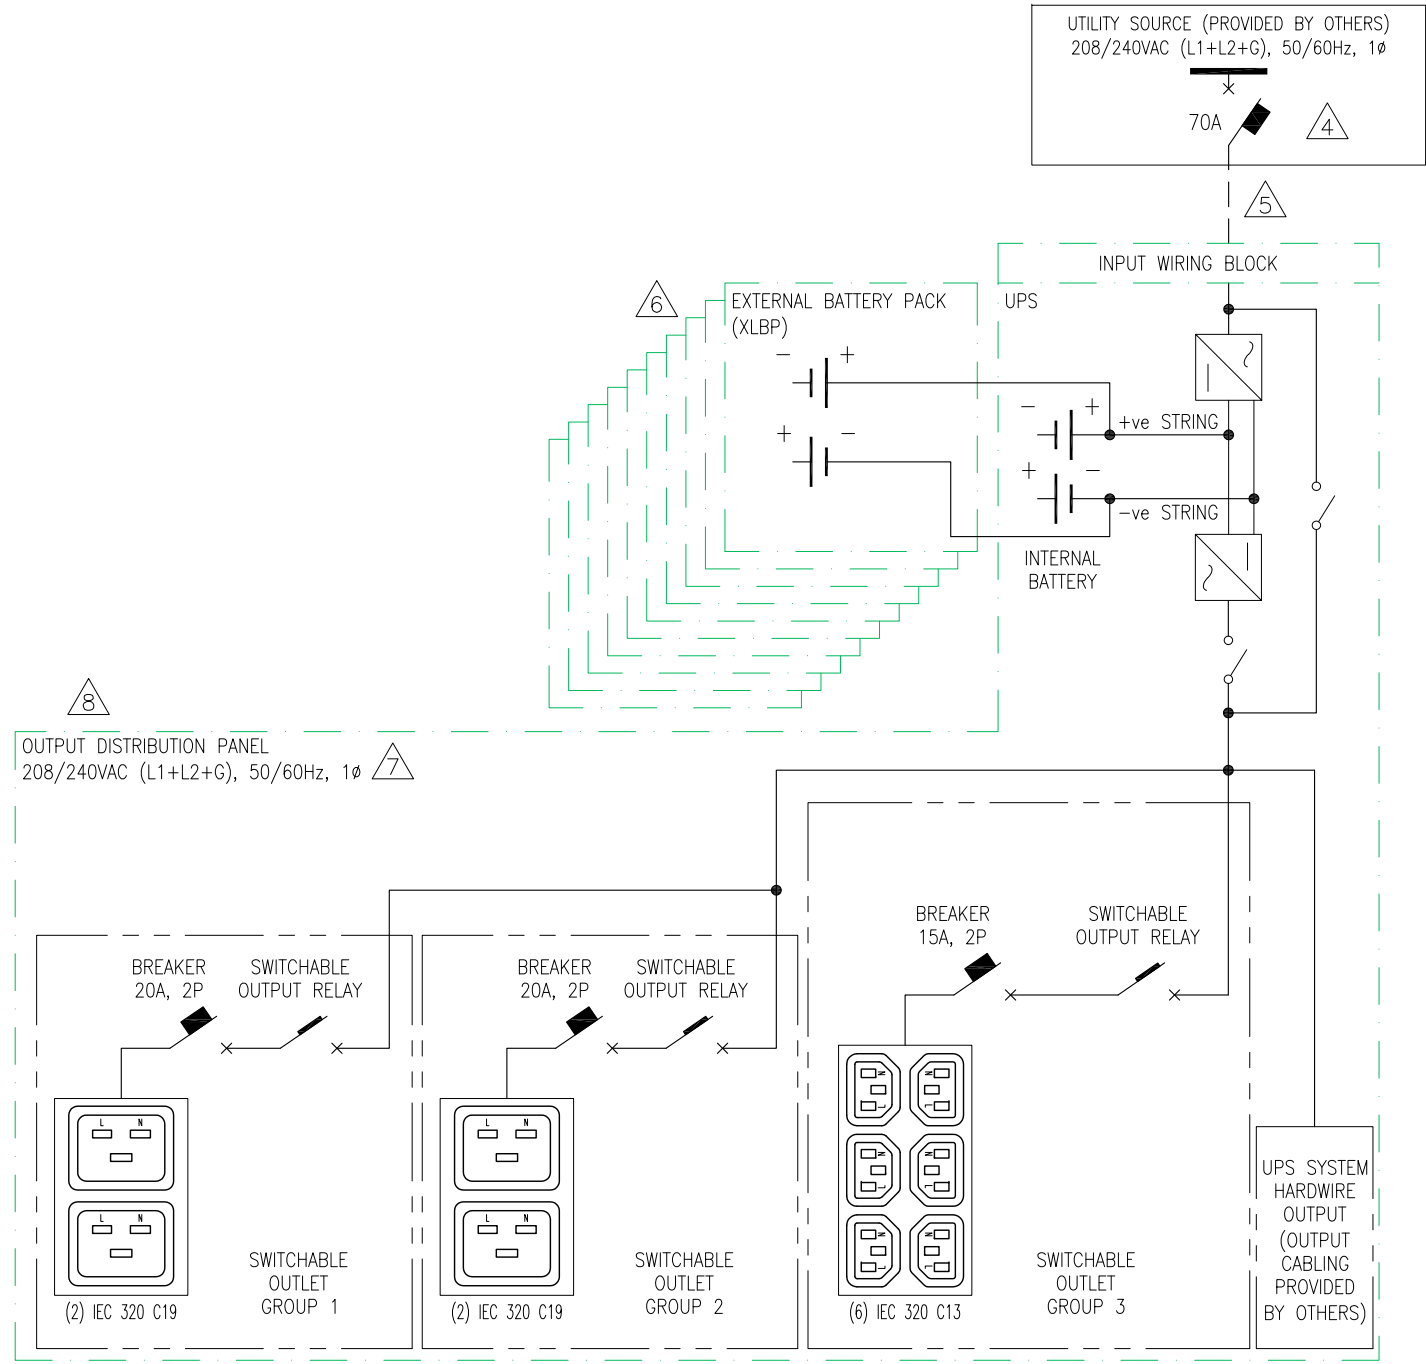 UTILITY SOURCE (PROVIDED BY OTHERS)
208/240VAC (L1+L2+G), 50/60Hz, 1ø
70A
4
5
INPUT WIRING BLOCK
6
EXTERNAL BATTERY PACK
(XLBP)
UPS
- +
+ -
- +
+ve STRING
+ -
-ve STRING
INTERNAL
BATTERY
8
OUTPUT DISTRIBUTION PANEL
208/240VAC (L1+L2+G), 50/60Hz, 1ø
7
BREAKER
20A, 2P
SWITCHABLE
OUTPUT RELAY
L N
L N
(2) IEC 320 C19
SWITCHABLE
OUTLET
GROUP 1
BREAKER
20A, 2P
SWITCHABLE
OUTPUT RELAY
L N
L N
(2) IEC 320 C19
SWITCHABLE
OUTLET
GROUP 2
BREAKER
15A, 2P
SWITCHABLE
OUTPUT RELAY
N N
L L
N N
L L
N N
L L
(6) IEC 320 C13
SWITCHABLE
OUTLET
GROUP 3
UPS SYSTEM
HARDWIRE
OUTPUT
(OUTPUT
CABLING
PROVIDED
BY OTHERS)